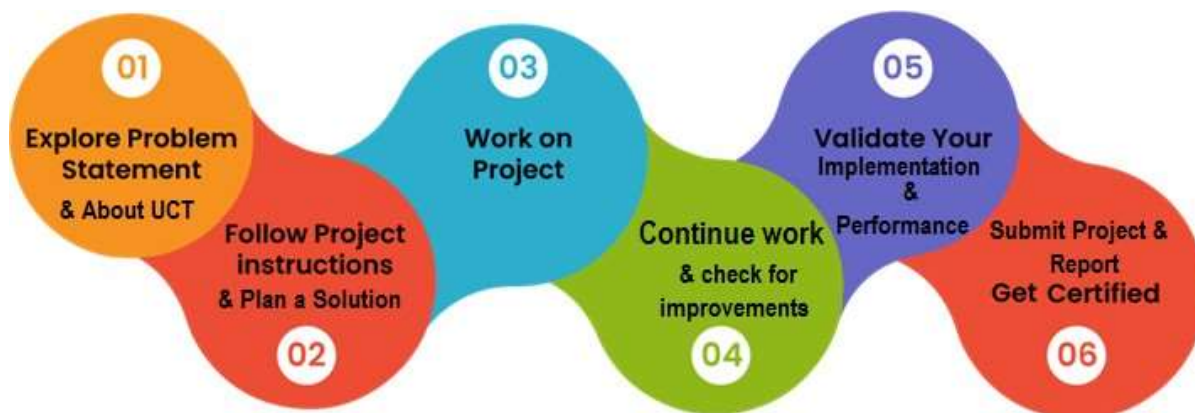 01
Explore Problem
Statement
& About UCT
Follow Project
instructions
& Plan a Solution
02
03
Work on
Project
Continue work
& check for
improvements
04
05
Validate Your
Implementation
&
Performance
Submit Project &
Report
Get Certified
06